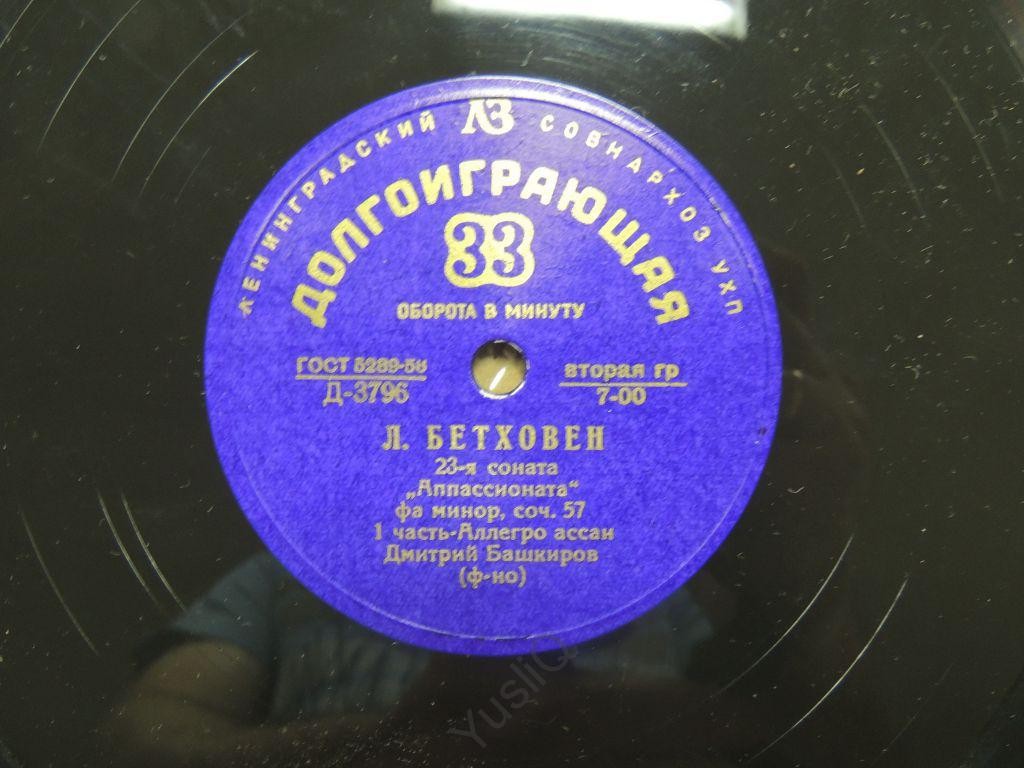 ЛЕНИНГРАДСКИЙ ЛЗ СОВНАРХОЗ УХП
ДОЛГОИГРАЮЩАЯ
33
ОБОРОТА В МИНУТУ
ГОСТ 5289-56
Д-3796
вторая гр
7-00
Л. БЕТХОВЕН
23-я соната
„Аппассионата“
фа минор, соч. 57
1 часть-Аллегро ассаи
Дмитрий Башкиров
(ф-но)
YusliQ